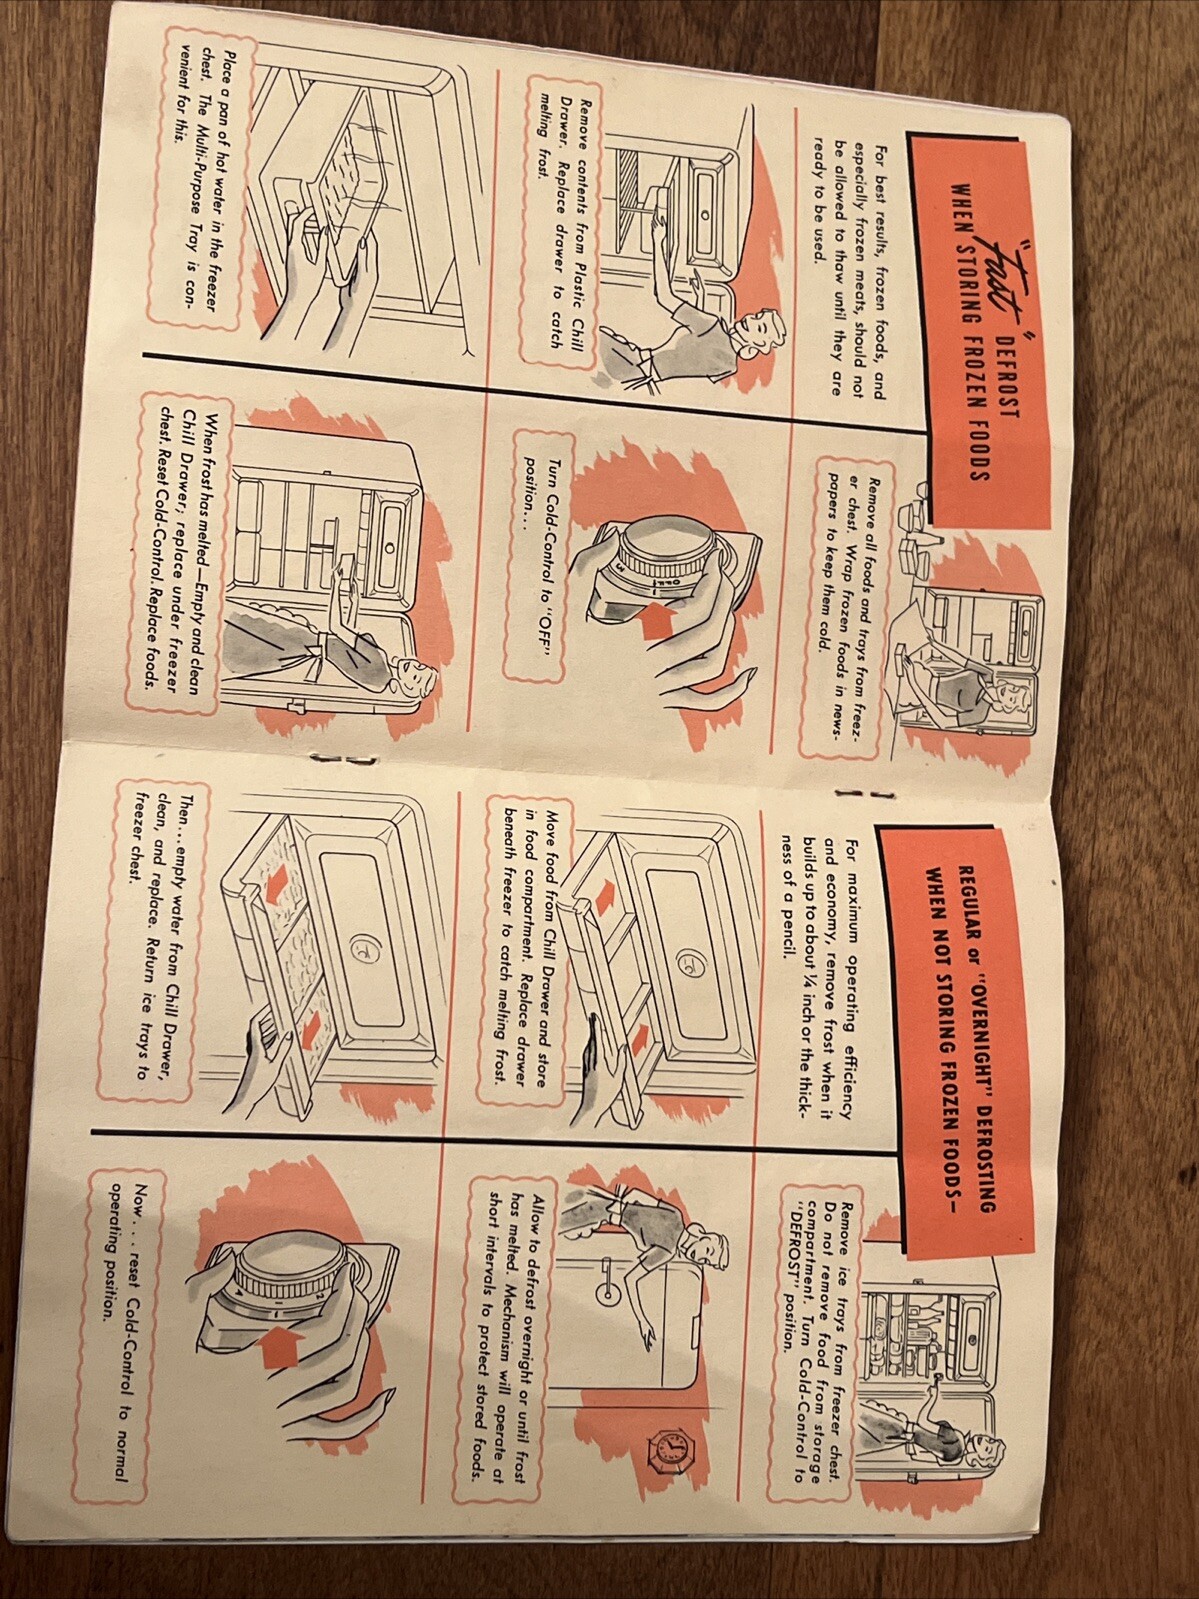 "Fast" DEFROST
WHEN STORING FROZEN FOODS
For best results, frozen foods, and
especially frozen meats, should not
be allowed to thaw until they are
ready to be used.
Remove all foods and trays from freez-
er chest. Wrap frozen foods in news-
papers to keep them cold.
Remove contents from Plastic Chill
Drawer. Replace drawer to catch
melting frost.
OFF
1
5
Turn Cold-Control to "OFF"
position...
Place a pan of hot water in the freezer
chest. The Multi-Purpose Tray is con-
venient for this.
When frost has melted—Empty and clean
Chill Drawer; replace under freezer
chest. Reset Cold-Control. Replace foods.
REGULAR or "OVERNIGHT" DEFROSTING
WHEN NOT STORING FROZEN FOODS—
For maximum operating efficiency
and economy, remove frost when it
builds up to about ¼ inch or the thick-
ness of a pencil.
Remove ice trays from freezer chest.
Do not remove food from storage
compartment. Turn Cold-Control to
"DEFROST" position.
Move food from Chill Drawer and store
in food compartment. Replace drawer
beneath freezer to catch melting frost.
Allow to defrost overnight or until frost
has melted. Mechanism will operate at
short intervals to protect stored foods.
Then...empty water from Chill Drawer,
clean, and replace. Return ice trays to
freezer chest.
2
4
Now... reset Cold-Control to normal
operating position.